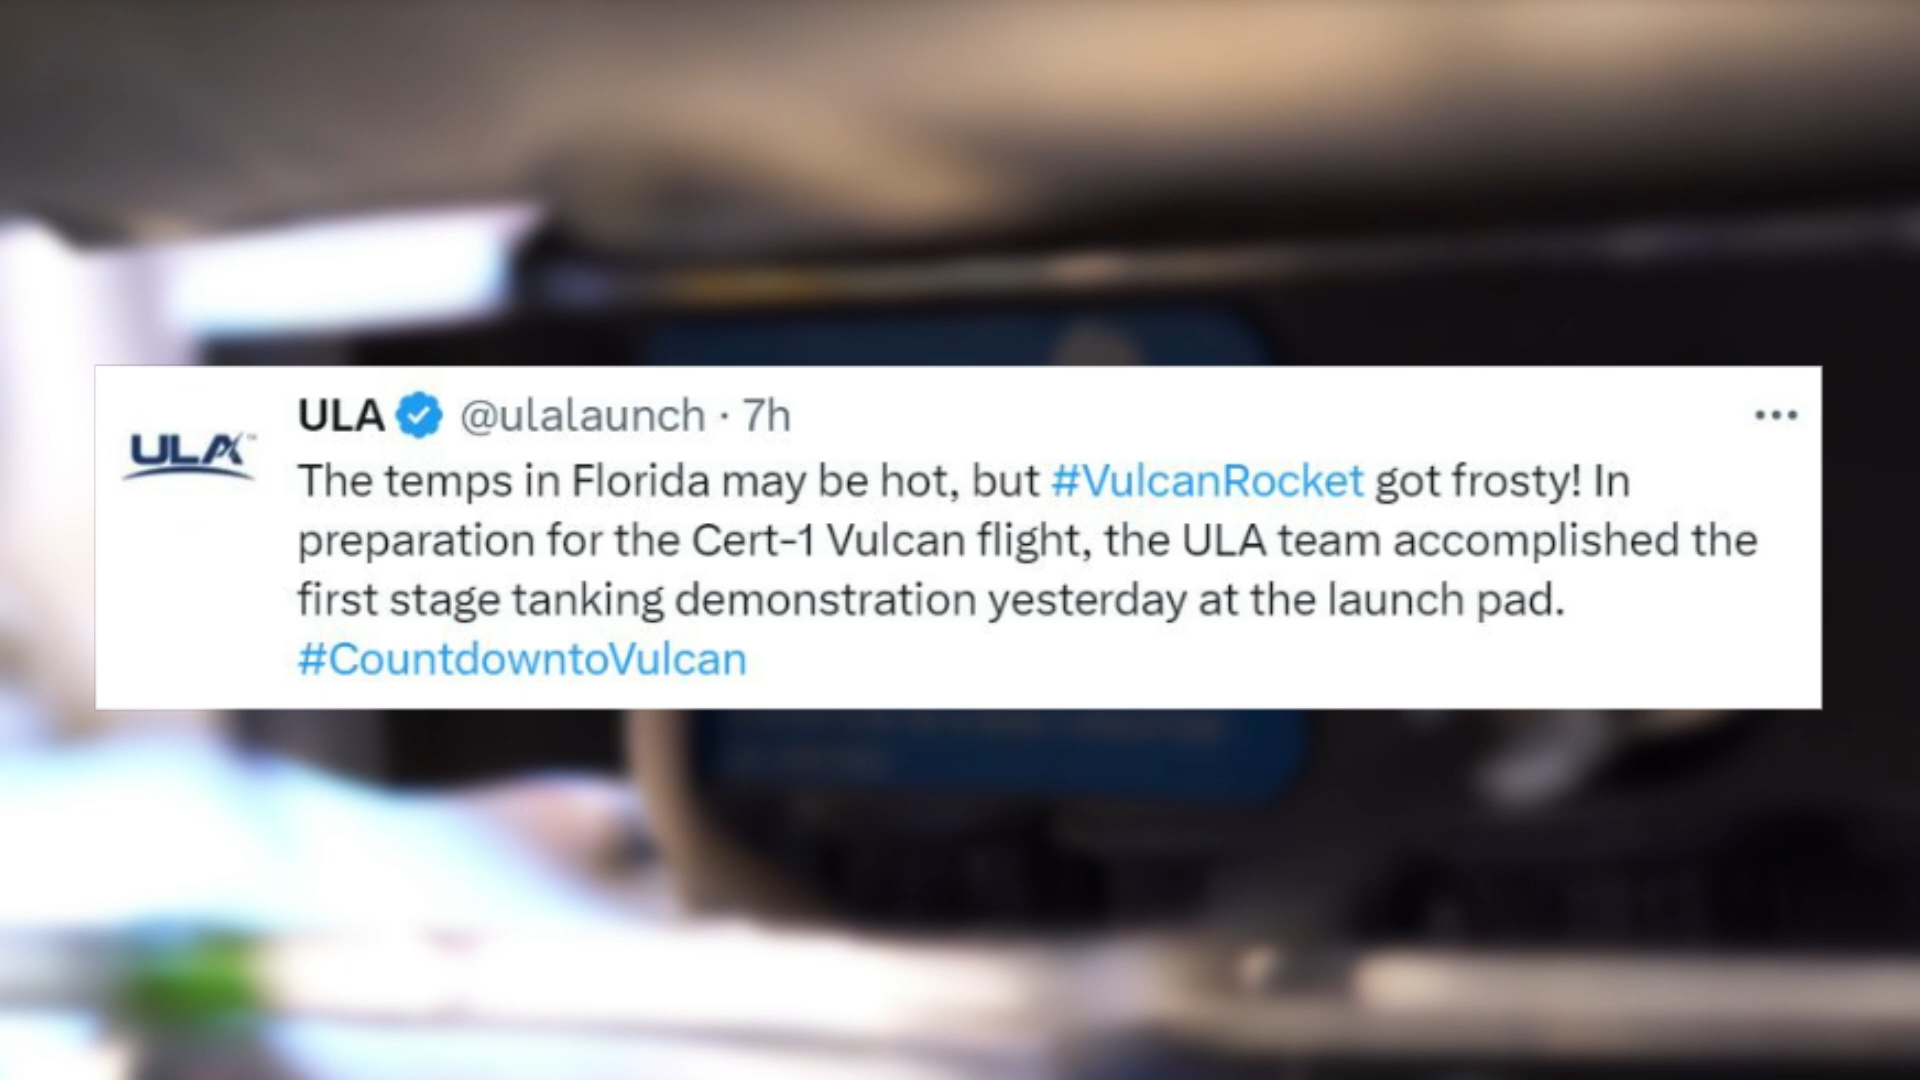 ULA™
ULA @ulalaunch · 7h
The temps in Florida may be hot, but #VulcanRocket got frosty! In
preparation for the Cert-1 Vulcan flight, the ULA team accomplished the
first stage tanking demonstration yesterday at the launch pad.
#CountdowntoVulcan